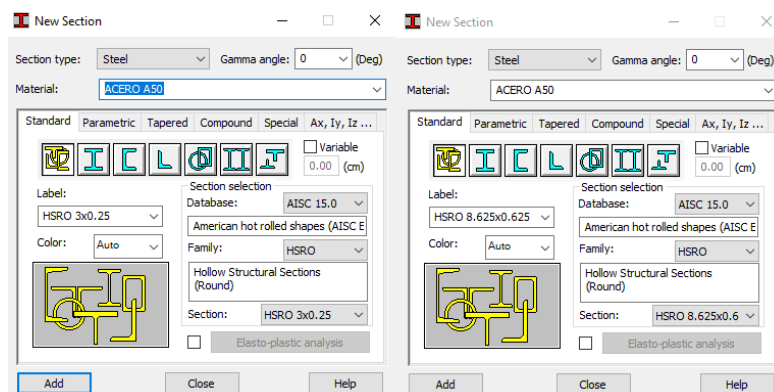 New Section
Section type: Steel Gamma angle: 0 (Deg)
Material: ACERO A50
Standard Parametric Tapered Compound Special Ax, Iy, Iz ...
Variable
0.00 (cm)
Label:
HSRO 3x0.25
Color: Auto
Section selection
Database: AISC 15.0
American hot rolled shapes (AISC E
Family: HSRO
Hollow Structural Sections
(Round)
Section: HSRO 3x0.25
Elasto-plastic analysis
Add Close Help
New Section
Section type: Steel Gamma angle: 0 (Deg)
Material: ACERO A50
Standard Parametric Tapered Compound Special Ax, Iy, Iz ...
Variable
0.00 (cm)
Label:
HSRO 8.625x0.625
Color: Auto
Section selection
Database: AISC 15.0
American hot rolled shapes (AISC E
Family: HSRO
Hollow Structural Sections
(Round)
Section: HSRO 8.625x0.6
Elasto-plastic analysis
Add Close Help